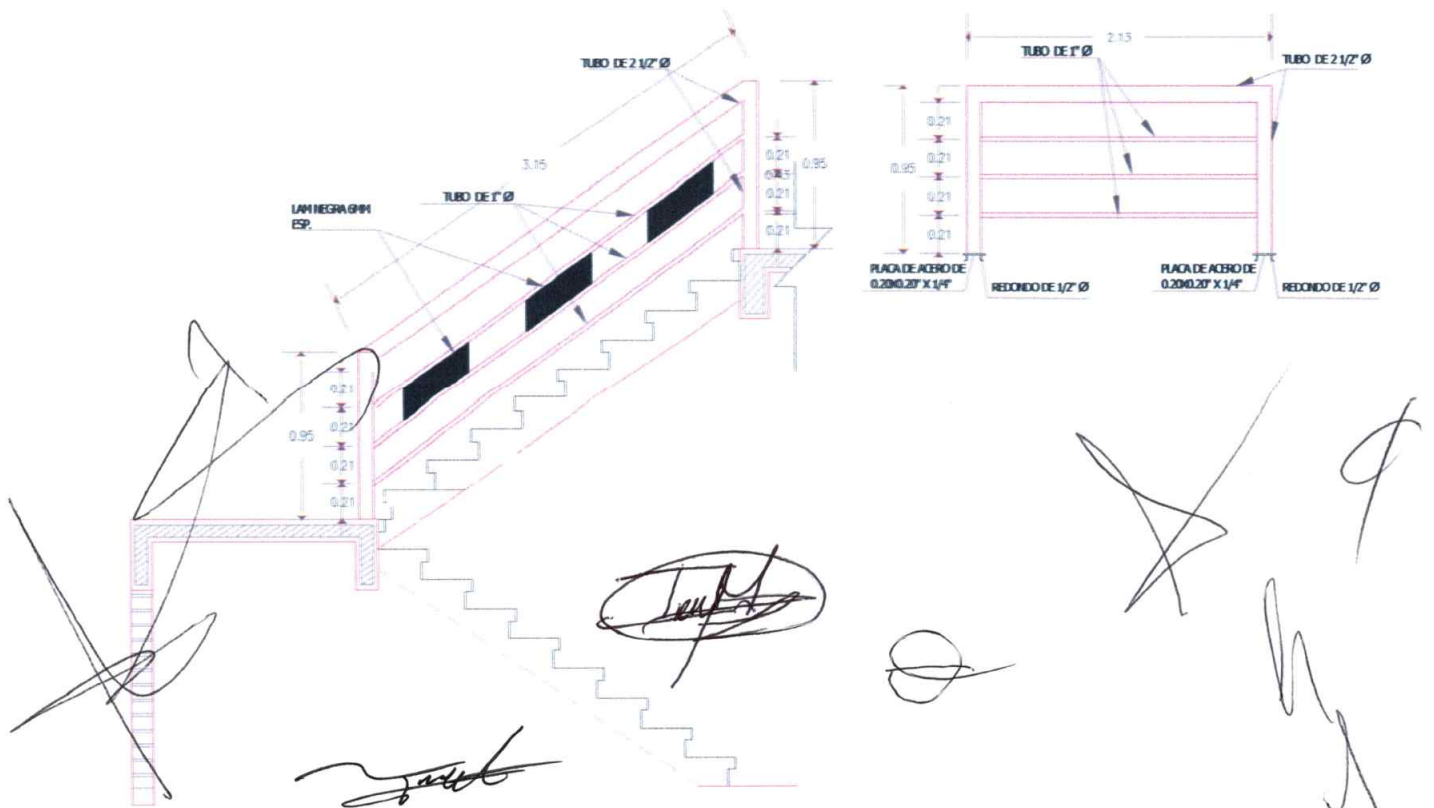 TUBO DE 2 1/2" Ø
3.15
TUBO DE 1" Ø
LAM NEGRA 6MM
ESP.
0.21
0.21
0.21
0.95
0.21
0.21
0.21
0.21
0.95
2.13
TUBO DE 1" Ø
TUBO DE 2 1/2" Ø
0.21
0.21
0.21
0.21
0.95
PLACA DE ACERO DE
0.20X0.20" X 1/4"
REDONDO DE 1/2" Ø
PLACA DE ACERO DE
0.20X0.20" X 1/4"
REDONDO DE 1/2" Ø